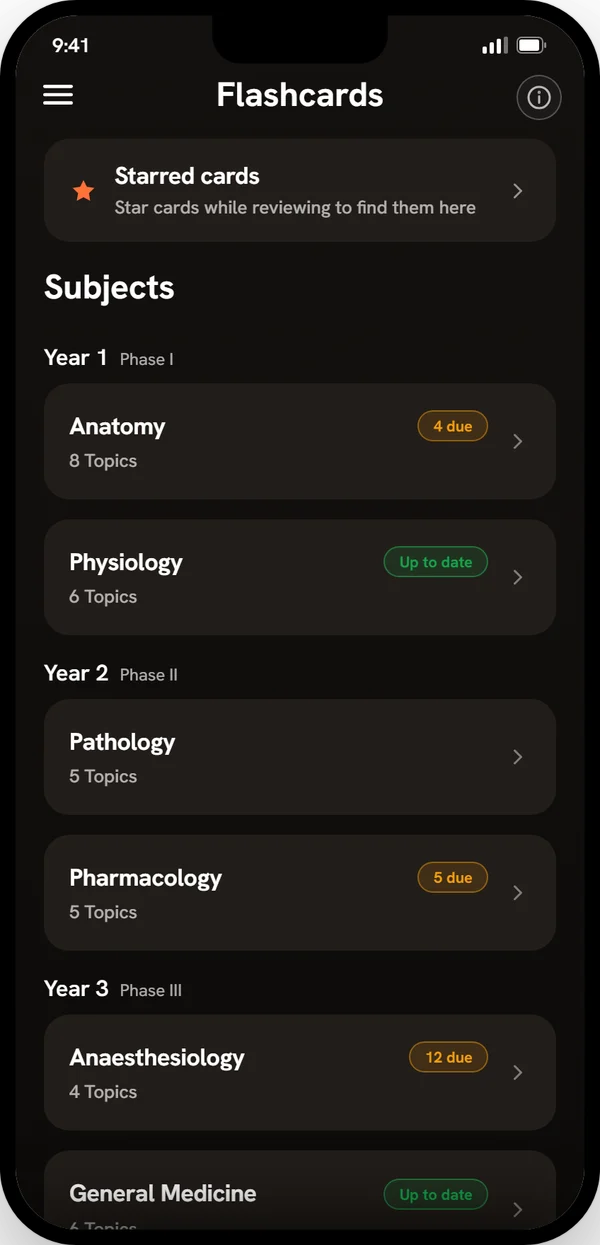 9:41
Flashcards
Starred cards
Star cards while reviewing to find them here
Subjects
Year 1 Phase I
Anatomy
4 due
8 Topics
Physiology
Up to date
6 Topics
Year 2 Phase II
Pathology
5 Topics
Pharmacology
5 due
5 Topics
Year 3 Phase III
Anaesthesiology
12 due
4 Topics
General Medicine
Up to date
6 Topics